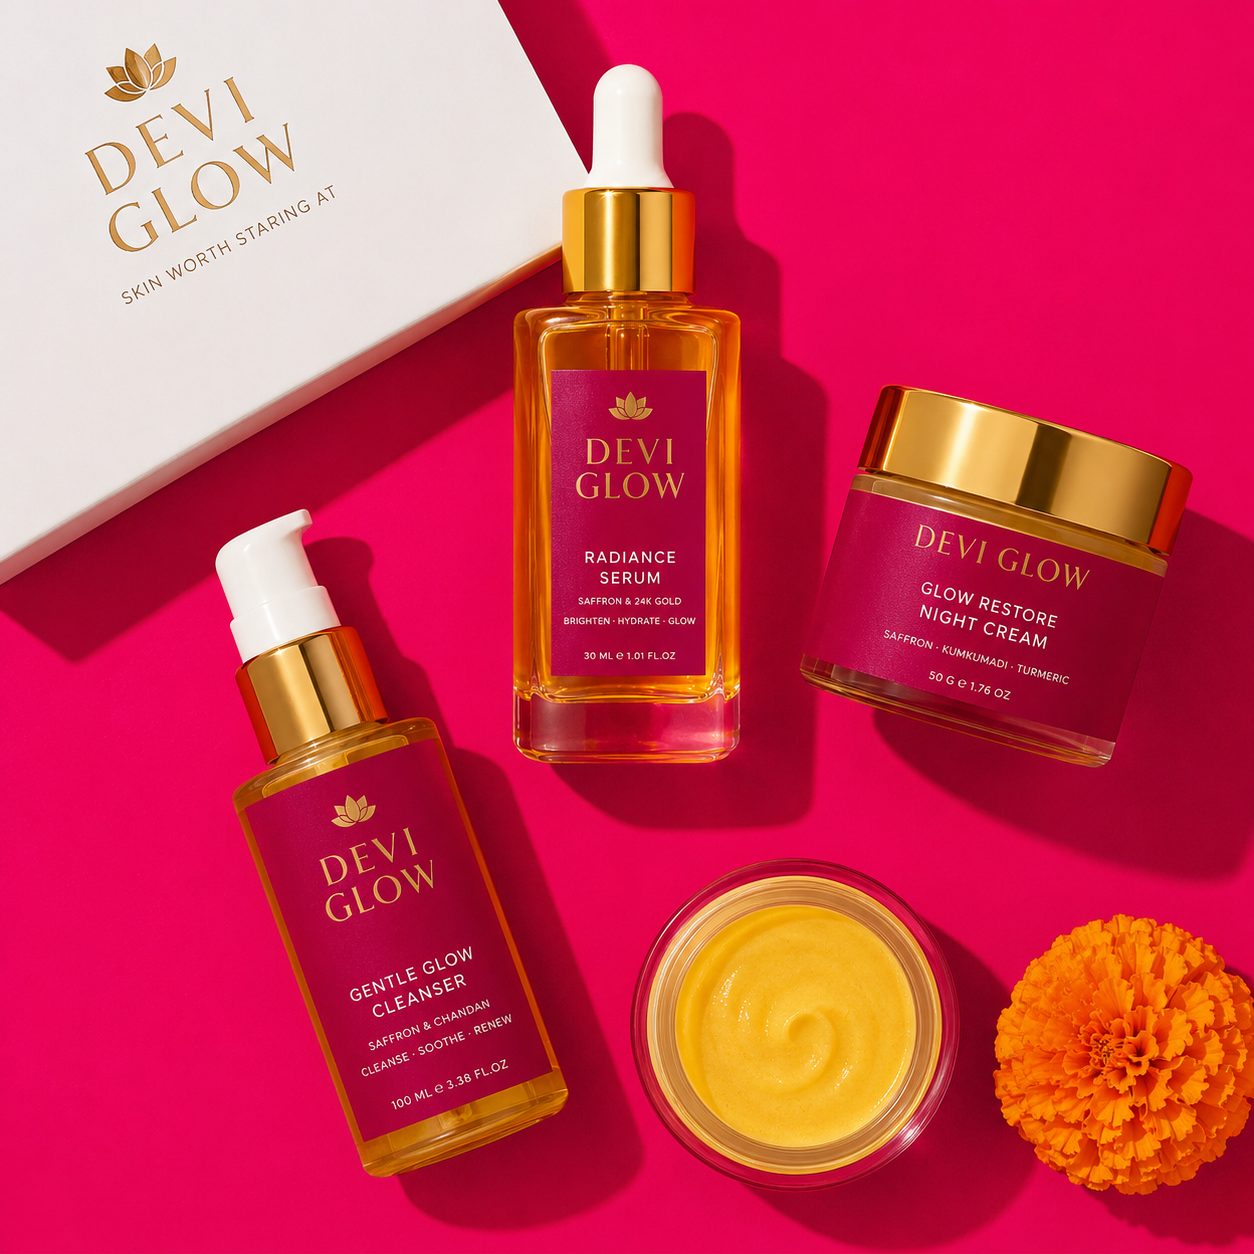 DEVI
GLOW
SKIN WORTH STARING AT
DEVI
GLOW
RADIANCE
SERUM
SAFFRON & 24K GOLD
BRIGHTEN · HYDRATE · GLOW
30 ML ℮ 1.01 FL.OZ
DEVI GLOW
GLOW RESTORE
NIGHT CREAM
SAFFRON · KUMKUMADI · TURMERIC
50 G ℮ 1.76 OZ
DEVI
GLOW
GENTLE GLOW
CLEANSER
SAFFRON & CHANDAN
CLEANSE · SOOTHE · RENEW
100 ML ℮ 3.38 FL.OZ